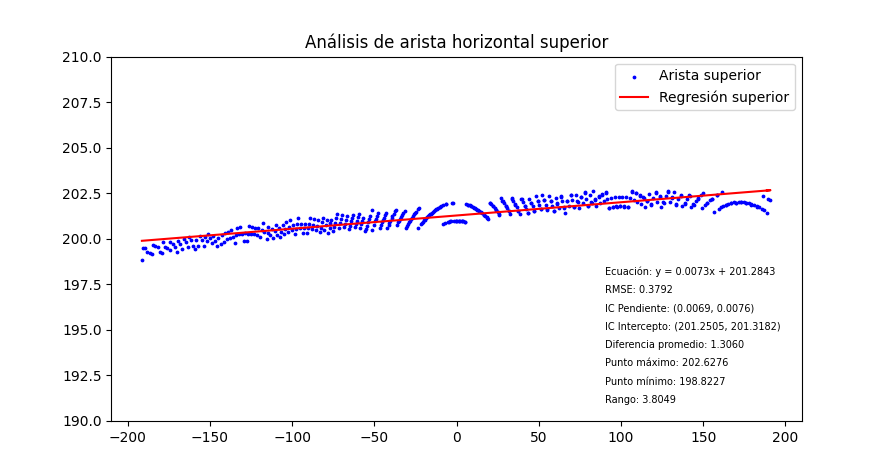 Análisis de arista horizontal superior
210.0
207.5
205.0
202.5
200.0
197.5
195.0
192.5
190.0
Arista superior
Regresión superior
Ecuación: y = 0.0073x + 201.2843
RMSE: 0.3792
IC Pendiente: (0.0069, 0.0076)
IC Intercepto: (201.2505, 201.3182)
Diferencia promedio: 1.3060
Punto máximo: 202.6276
Punto mínimo: 198.8227
Rango: 3.8049
−200 −150 −100 −50 0 50 100 150 200